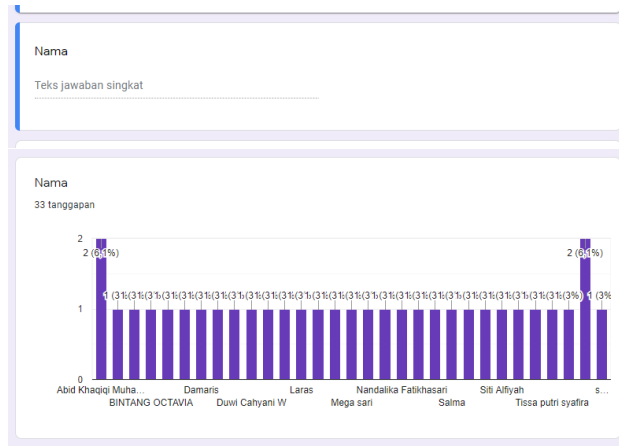 Nama
Teks jawaban singkat
Nama
33 tanggapan
2
2 (6,1%)
2 (6,1%)
1
0
Abid Khaqiqi Muha...
Damaris
Laras
Nandalika Fatikhasari
Siti Alfiyah
s...
BINTANG OCTAVIA
Duwi Cahyani W
Mega sari
Salma
Tissa putri syafira